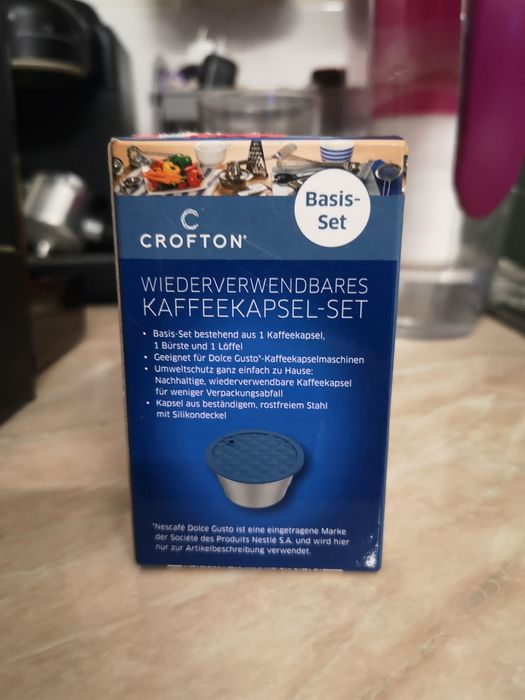 Basis-
Set
CROFTON®
WIEDERVERWENDBARES
KAFFEEKAPSEL-SET
• Basis-Set bestehend aus 1 Kaffeekapsel,
1 Bürste und 1 Löffel
• Geeignet für Dolce Gusto*-Kaffeekapselmaschinen
• Umweltschutz ganz einfach zu Hause:
Nachhaltige, wiederverwendbare Kaffeekapsel
für weniger Verpackungsabfall
• Kapsel aus beständigem, rostfreiem Stahl
mit Silikondeckel
*Nescafé Dolce Gusto ist eine eingetragene Marke
der Société des Produits Nestlé S.A. und wird hier
nur zur Artikelbeschreibung verwendet.